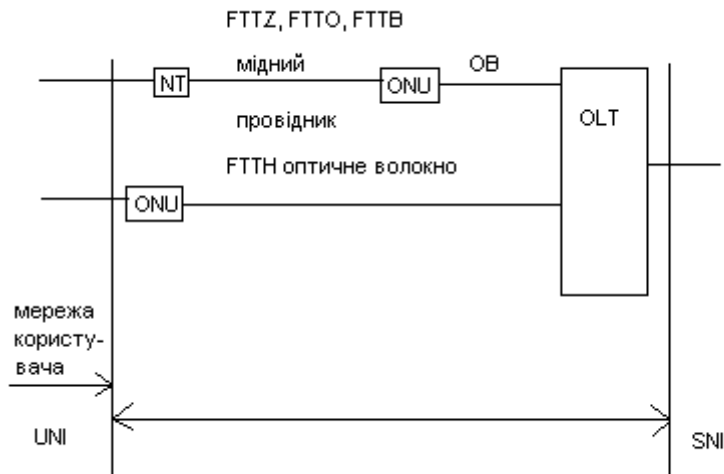 FTTZ, FTTO, FTTB
мідний
ОВ
NT
ONU
OLT
провідник
FTTH оптичне волокно
ONU
мережа
користу-
вача
UNI
SNI